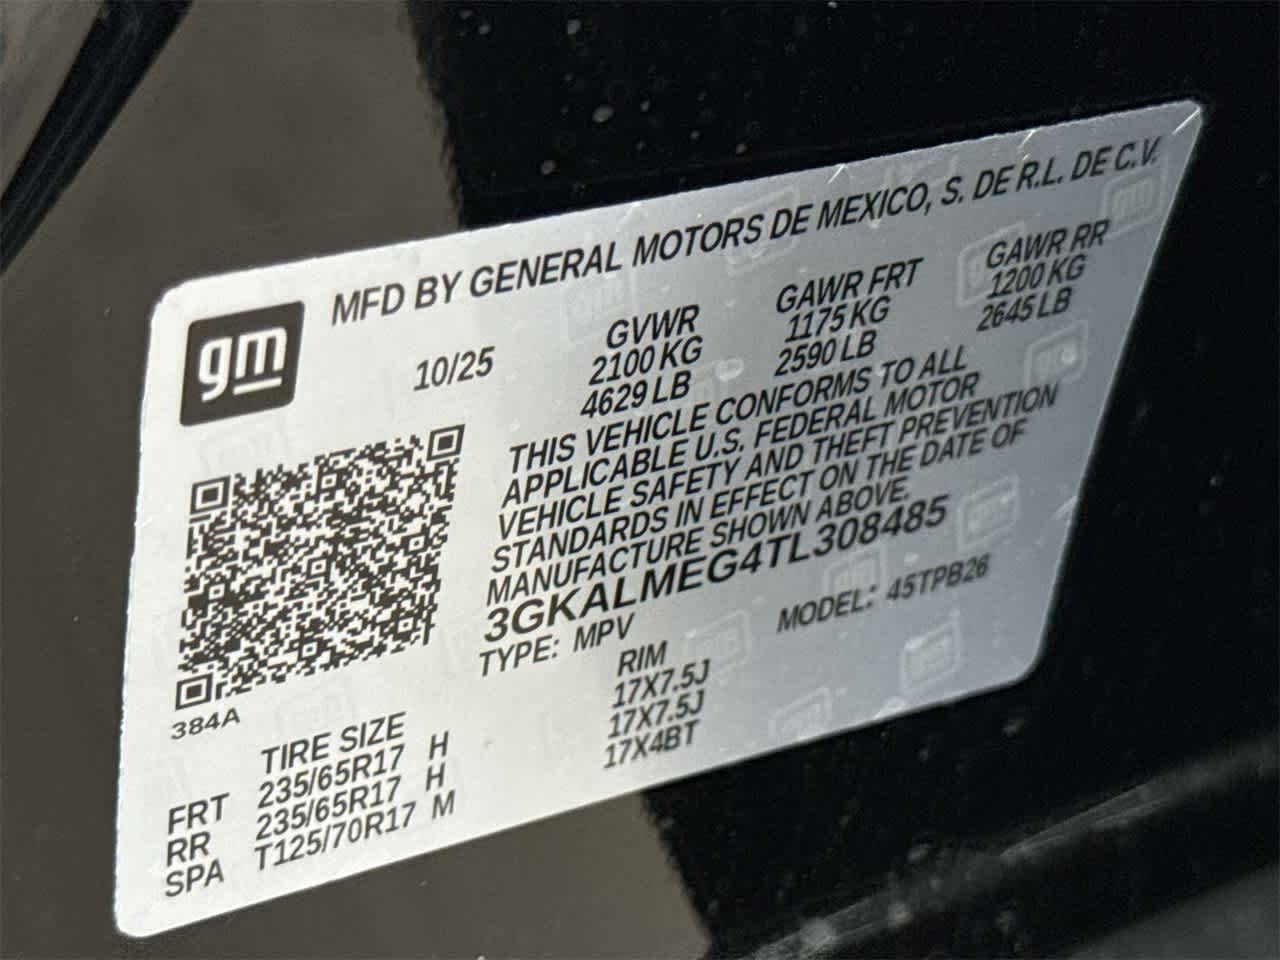 MFD BY GENERAL MOTORS DE MEXICO, S. DE R.L. DE C.V.
gm
10/25
GVWR GAWR FRT GAWR RR
2100 KG 1175 KG 1200 KG
4629 LB 2590 LB 2645 LB
THIS VEHICLE CONFORMS TO ALL
APPLICABLE U.S. FEDERAL MOTOR
VEHICLE SAFETY AND THEFT PREVENTION
STANDARDS IN EFFECT ON THE DATE OF
MANUFACTURE SHOWN ABOVE.
3GKALMEG4TL308485
TYPE: MPV MODEL: 45TPB26
384A
TIRE SIZE RIM
FRT 235/65R17 H 17X7.5J
RR 235/65R17 H 17X7.5J
SPA T125/70R17 M 17X4BT